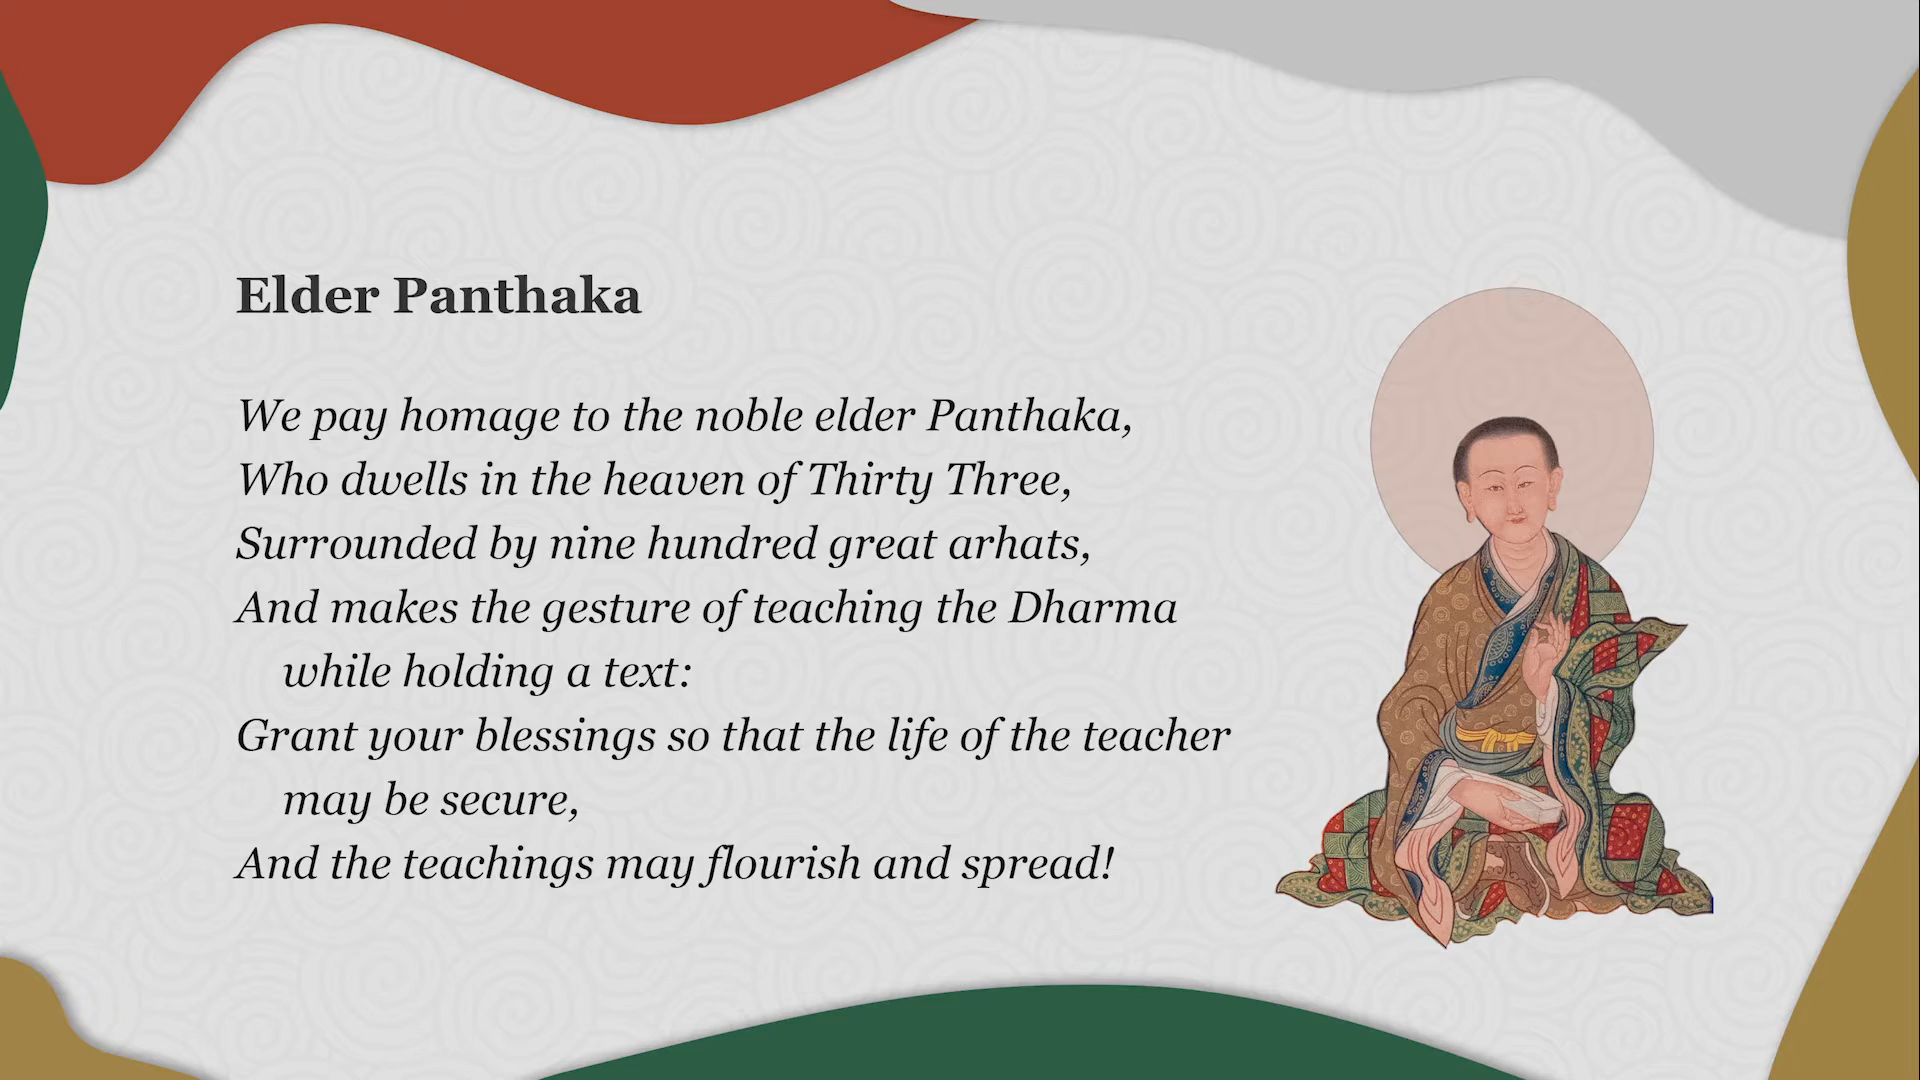 Elder Panthaka
We pay homage to the noble elder Panthaka,
Who dwells in the heaven of Thirty Three,
Surrounded by nine hundred great arhats,
And makes the gesture of teaching the Dharma
while holding a text:
Grant your blessings so that the life of the teacher
may be secure,
And the teachings may flourish and spread!